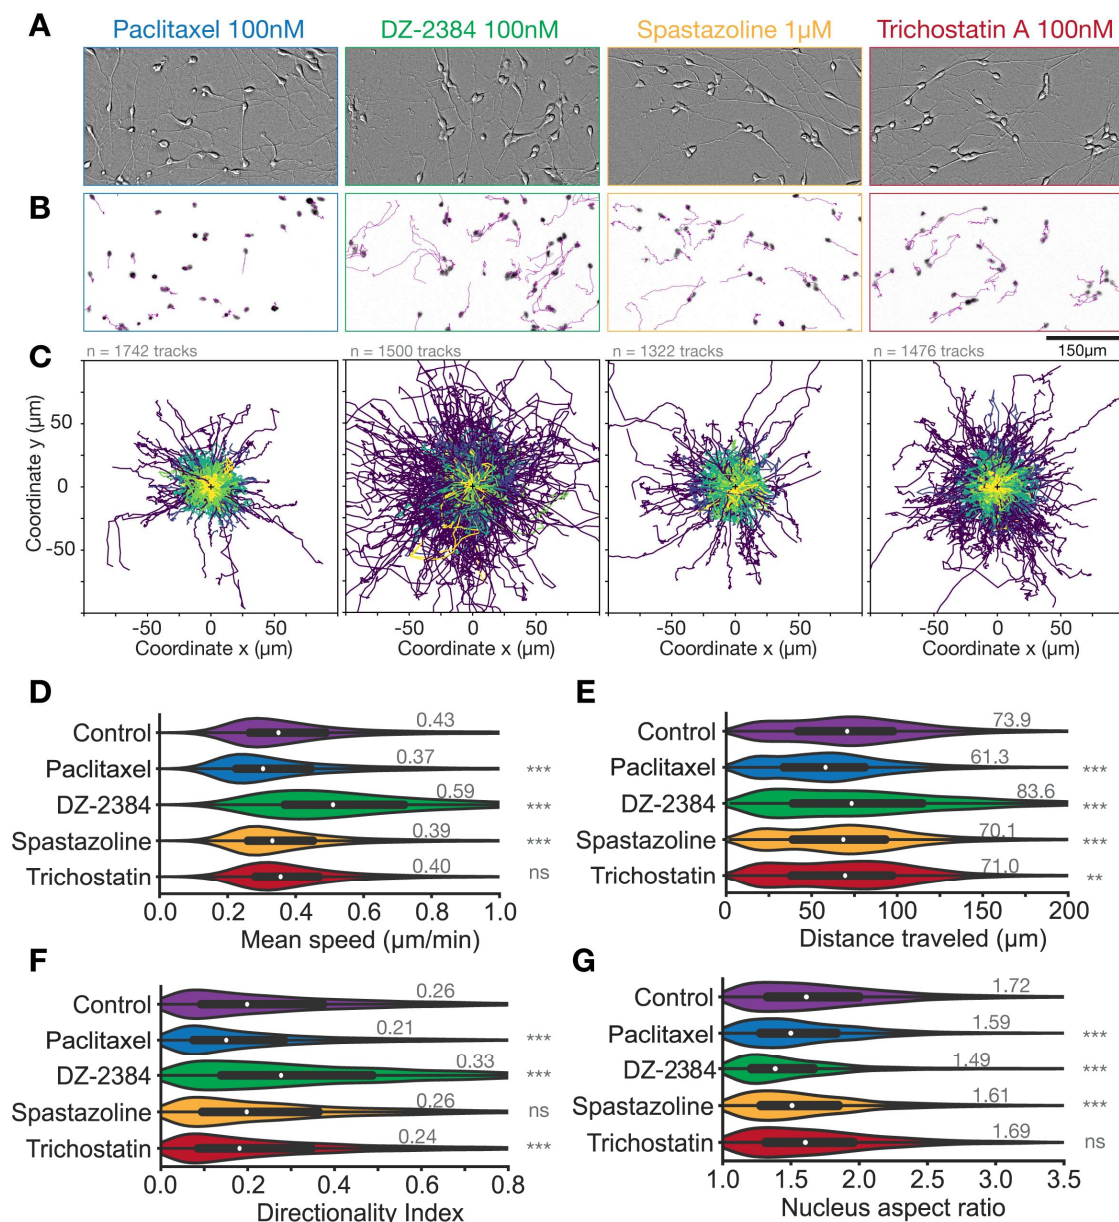 A
Paclitaxel 100nM
DZ-2384 100nM
Spastazoline 1µM
Trichostatin A 100nM
B
150µm
C
n = 1742 tracks
n = 1500 tracks
n = 1322 tracks
n = 1476 tracks
Coordinate y (µm)
50
0
-50
-50 0 50
-50 0 50
-50 0 50
-50 0 50
Coordinate x (µm)
Coordinate x (µm)
Coordinate x (µm)
Coordinate x (µm)
D
Control 0.43
Paclitaxel 0.37 ***
DZ-2384 0.59 ***
Spastazoline 0.39 ***
Trichostatin 0.40 ns
0.0 0.2 0.4 0.6 0.8 1.0
Mean speed (µm/min)
E
Control 73.9
Paclitaxel 61.3 ***
DZ-2384 83.6 ***
Spastazoline 70.1 ***
Trichostatin 71.0 **
0 50 100 150 200
Distance traveled (µm)
F
Control 0.26
Paclitaxel 0.21 ***
DZ-2384 0.33 ***
Spastazoline 0.26 ns
Trichostatin 0.24 ***
0.0 0.2 0.4 0.6 0.8
Directionality Index
G
Control 1.72
Paclitaxel 1.59 ***
DZ-2384 1.49 ***
Spastazoline 1.61 ***
Trichostatin 1.69 ns
1.0 1.5 2.0 2.5 3.0 3.5
Nucleus aspect ratio